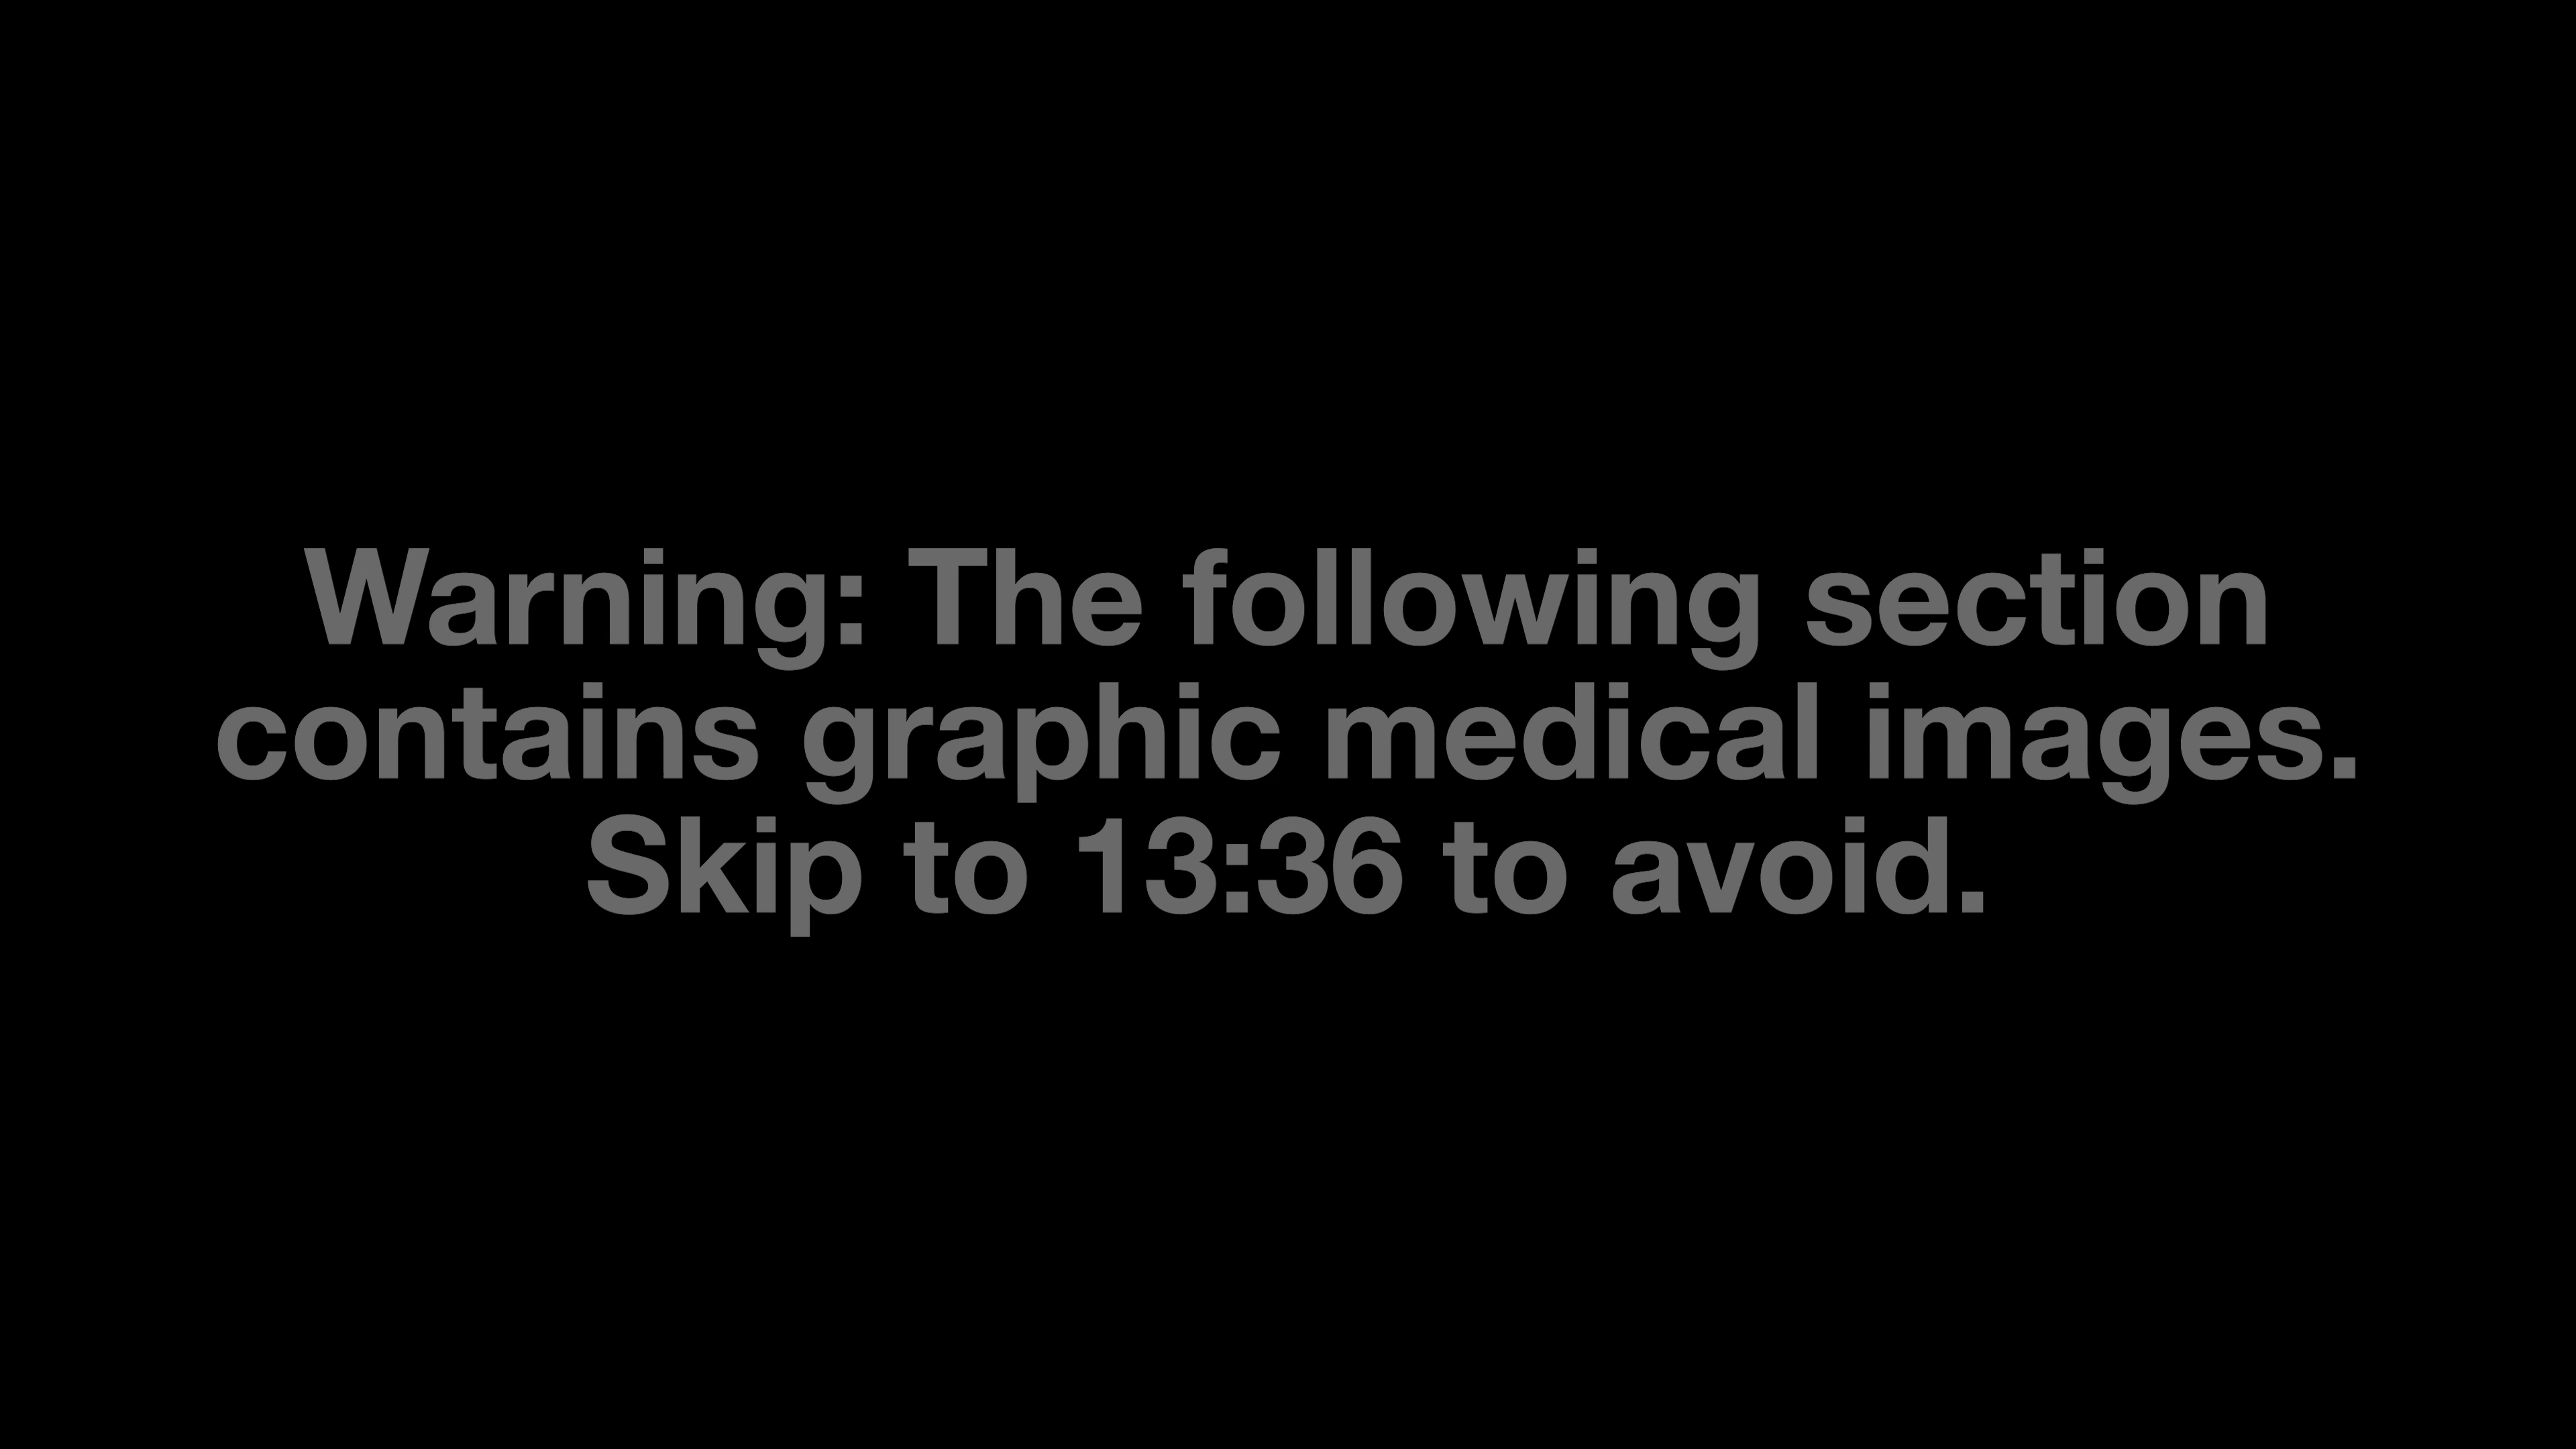 Warning: The following section
contains graphic medical images.
Skip to 13:36 to avoid.